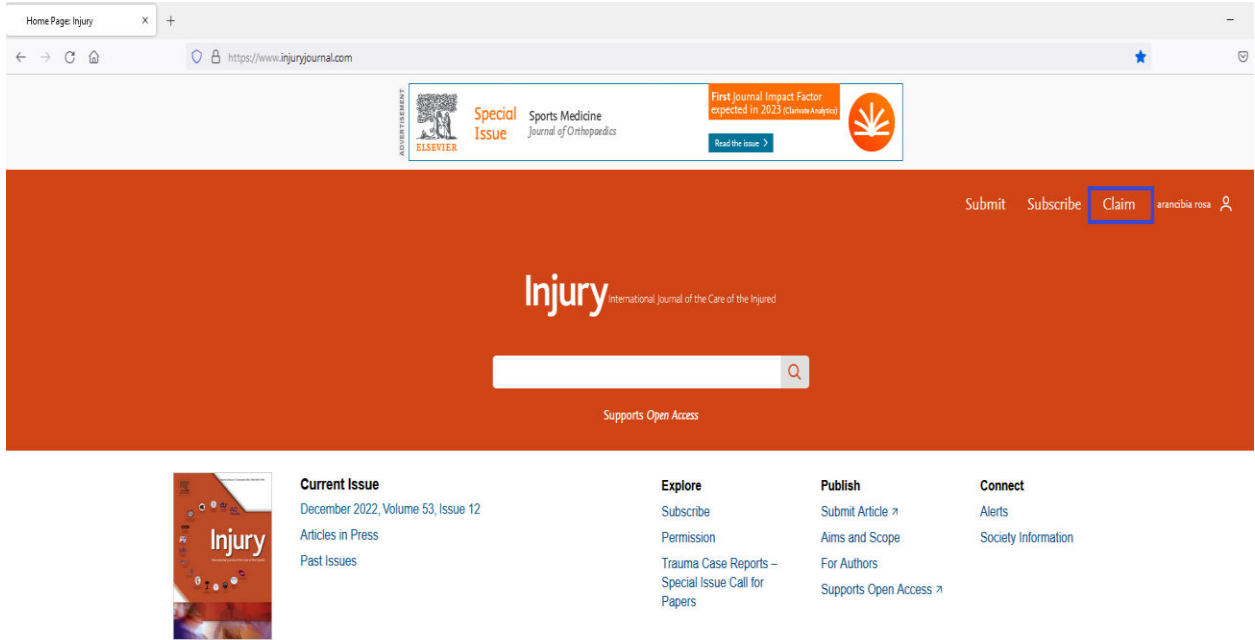 Home Page: Injury
https://www.injuryjournal.com
ADVERTISEMENT
ELSEVIER
Special
Issue
Sports Medicine
Journal of Orthopaedics
First Journal Impact Factor
expected in 2023 (Clarivate Analytics)
Read the issue >
Submit Subscribe Claim arancibia rosa
Injury International Journal of the Care of the Injured
Supports Open Access
Injury
Current Issue
December 2022, Volume 53, Issue 12
Articles in Press
Past Issues
Explore
Subscribe
Permission
Trauma Case Reports –
Special Issue Call for
Papers
Publish
Submit Article ↗
Aims and Scope
For Authors
Supports Open Access ↗
Connect
Alerts
Society Information